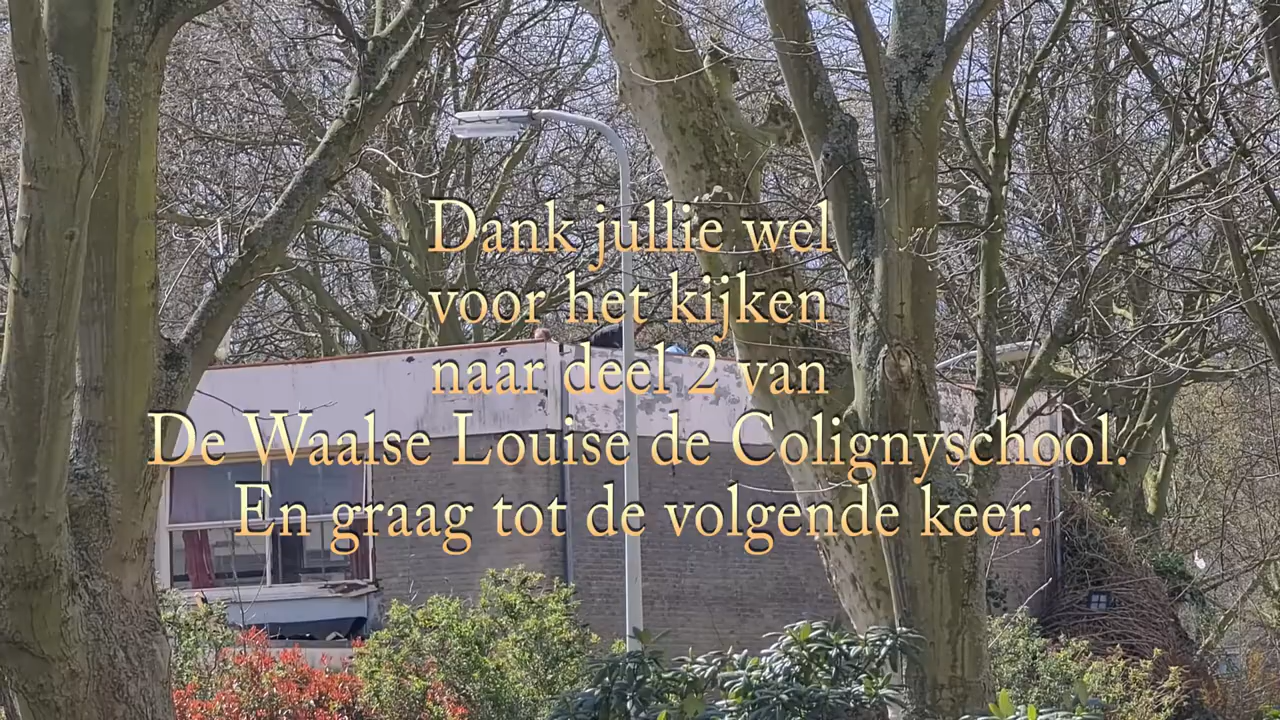 Dank jullie wel
voor het kijken
naar deel 2 van
De Waalse Louise de Colignyschool.
En graag tot de volgende keer.